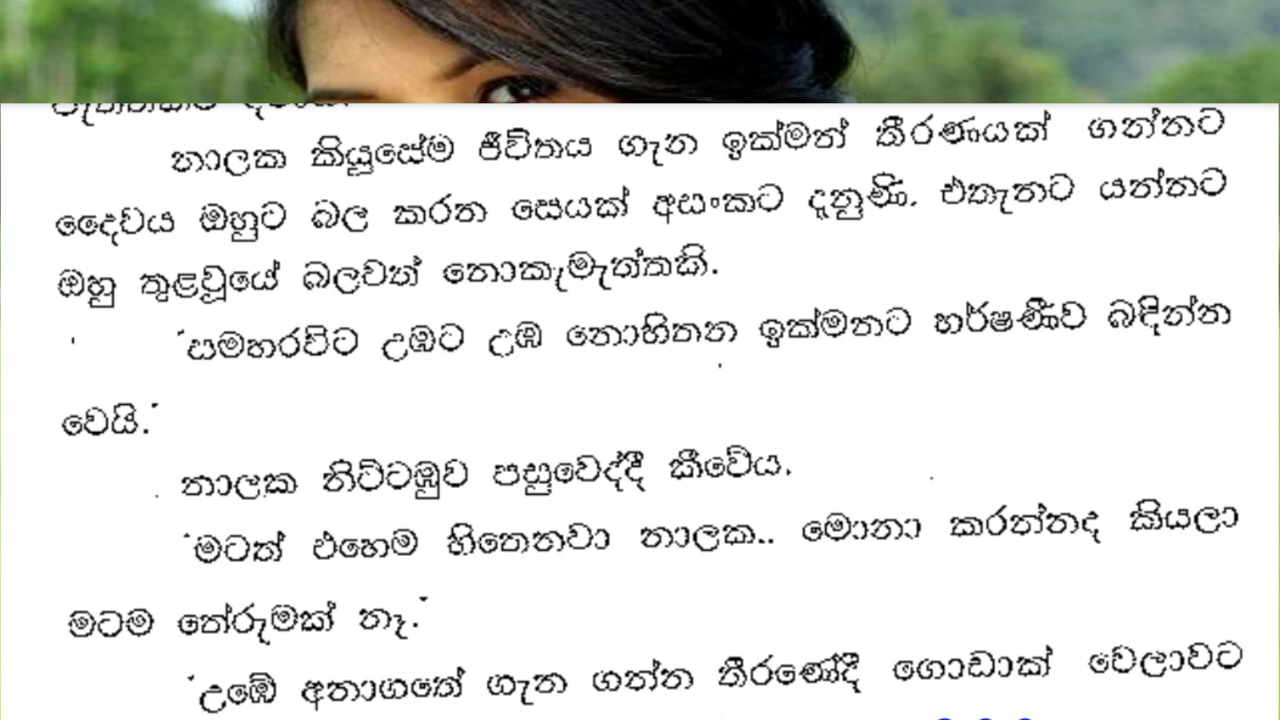 නාලක කියූසේම ජීවිතය ගැන ඉක්මන් තීරණයක් ගන්නට
දෛවය ඔහුට බල කරන සෙයක් අසංකට දැනුණි. එතැනට යන්නට
ඔහු තුළවූයේ බලවත් නොකැමැත්තකි.
'සමහරවිට උඹට උඹ නොහිතන ඉක්මනට හර්ෂණීව බඳින්න
වෙයි.'
නාලක නිට්ටඹුව පසුවෙද්දී කීවේය.
'මටත් එහෙම හිතෙනවා නාලක.. මොනා කරන්නද කියලා
මටම තේරුමක් නෑ.'
'උඹේ අනාගතේ ගැන ගන්න තීරණේදී ගොඩාක් වෙලාවට